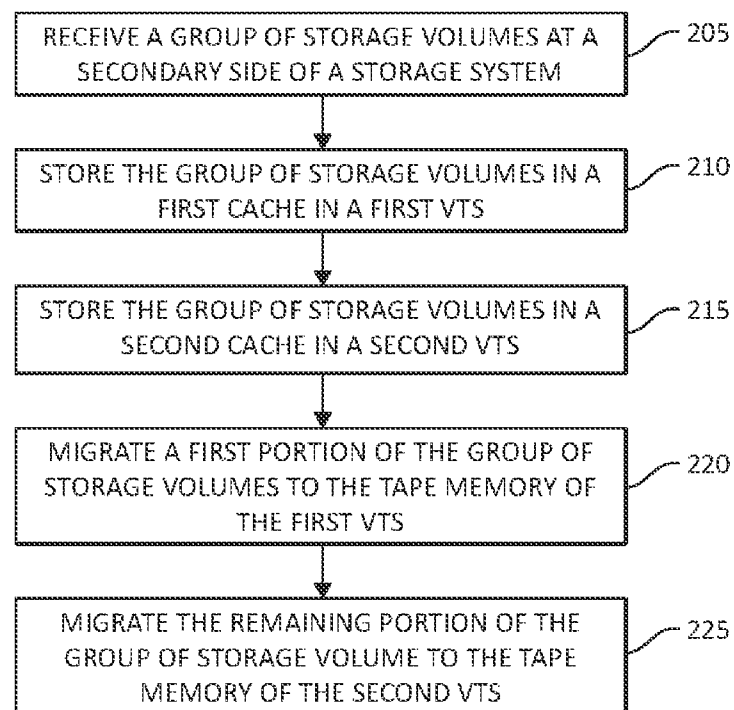 RECEIVE A GROUP OF STORAGE VOLUMES AT A
SECONDARY SIDE OF A STORAGE SYSTEM
205
STORE THE GROUP OF STORAGE VOLUMES IN A
FIRST CACHE IN A FIRST VTS
210
STORE THE GROUP OF STORAGE VOLUMES IN A
SECOND CACHE IN A SECOND VTS
215
MIGRATE A FIRST PORTION OF THE GROUP OF
STORAGE VOLUMES TO THE TAPE MEMORY OF
THE FIRST VTS
220
MIGRATE THE REMAINING PORTION OF THE
GROUP OF STORAGE VOLUME TO THE TAPE
MEMORY OF THE SECOND VTS
225